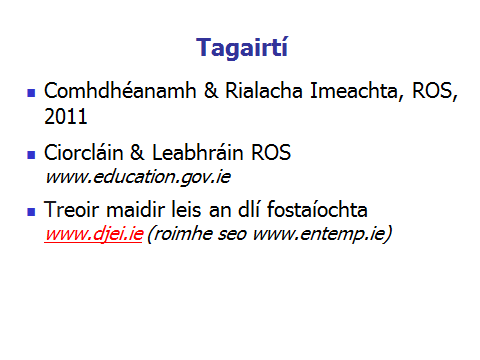 Tagairtí
Comhdhéanamh & Rialacha Imeachta, ROS,
2011
Ciorcláin & Leabhráin ROS
www.education.gov.ie
Treoir maidir leis an dlí fostaíochta
www.djei.ie (roimhe seo www.entemp.ie)